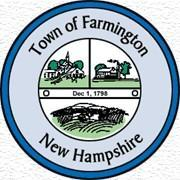 Town of Farmington
Dec 1, 1798
New Hampshire